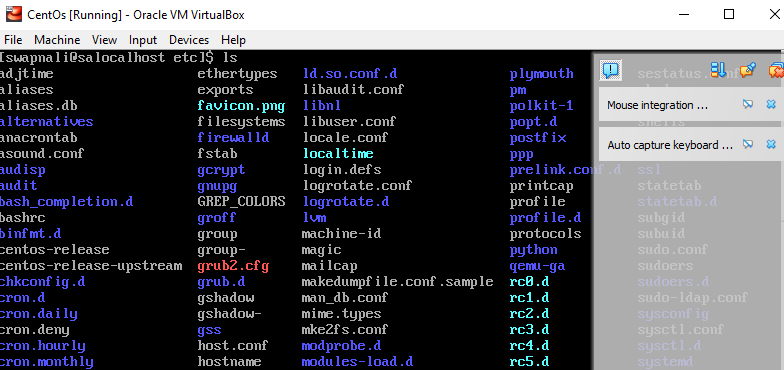 CentOs [Running] - Oracle VM VirtualBox
File Machine View Input Devices Help
[swapnali@salocalhost etc]$ ls
adjtime ethertypes ld.so.conf.d plymouth sestatus.conf
aliases exports libaudit.conf pm
Mouse integration ...
aliases.db favicon.png libnl polkit-1
alternatives filesystems libuser.conf popt.d shells
anacrontab firewalld locale.conf postfix
Auto capture keyboard ...
asound.conf fstab localtime ppp
audisp gcrypt login.defs prelink.conf.d ssl
audit gnupg logrotate.conf printcap statetab
bash_completion.d GREP_COLORS logrotate.d profile statetab.d
bashrc groff lvm profile.d subgid
binfmt.d group machine-id protocols subuid
centos-release group- magic python sudo.conf
centos-release-upstream grub2.cfg mailcap qemu-ga sudoers
chkconfig.d grub.d makedumpfile.conf.sample rc0.d sudoers.d
cron.d gshadow man_db.conf rc1.d sudo-ldap.conf
cron.daily gshadow- mime.types rc2.d sysconfig
cron.deny gss mke2fs.conf rc3.d sysctl.conf
cron.hourly host.conf modprobe.d rc4.d sysctl.d
cron.monthly hostname modules-load.d rc5.d systemd